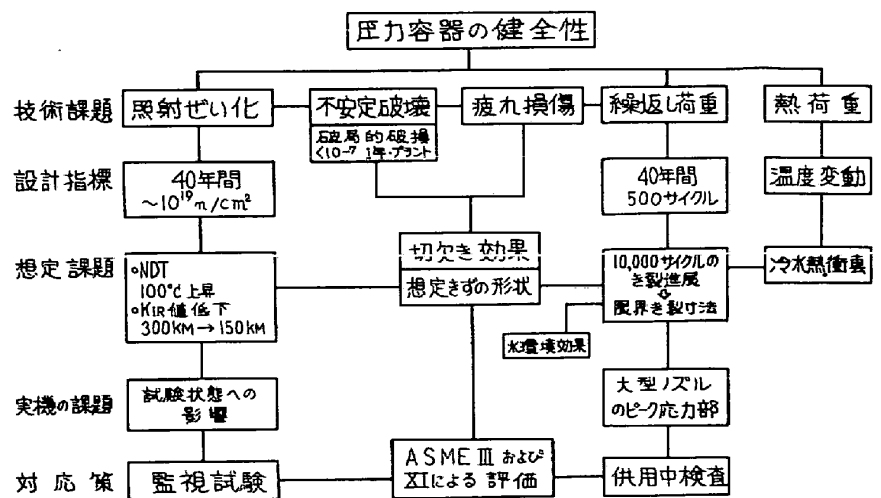 圧力容器の健全性
技術課題
照射ぜい化
不安定破壊
疲れ損傷
繰返し荷重
熱荷重
破局的破損
<10⁻⁷ 1年・プラント
設計指標
40年間
~10¹⁹n/cm²
40年間
500サイクル
温度変動
想定課題
○NDT
100℃上昇
○KIR値低下
300KM→150KM
切欠き効果
想定きずの形状
10,000サイクルの
き裂進展
⇩
限界き裂寸法
冷水熱衝撃
水環境効果
実機の課題
試験状態への
影響
大型ノズル
のピーク応力部
対応策
監視試験
ASME III および
XIによる評価
供用中検査